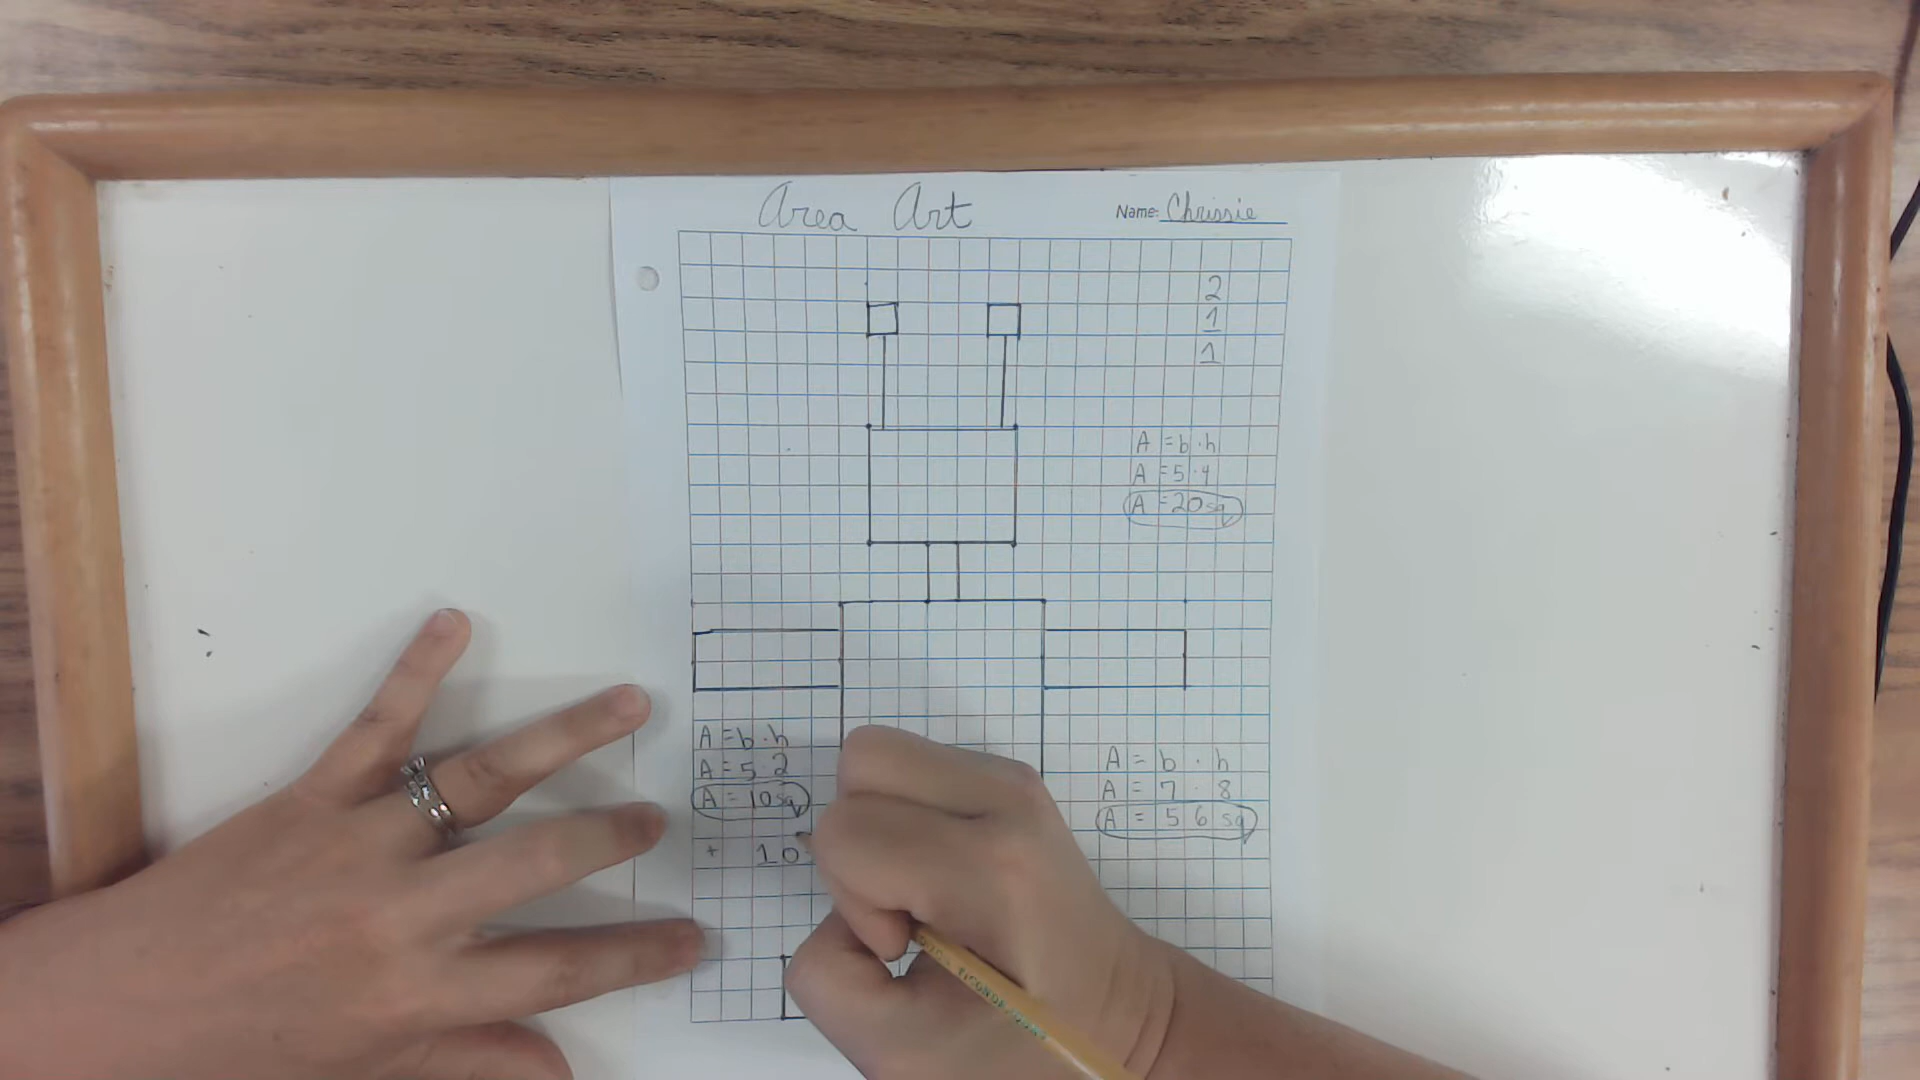 Area Art
Name: Chrissie
2
1
1
A = b · h
A = 5 · 4
A = 20 sq
A = b · h
A = 5 · 2
A = 10 sq
+ 10
A = b · h
A = 7 · 8
A = 56 sq